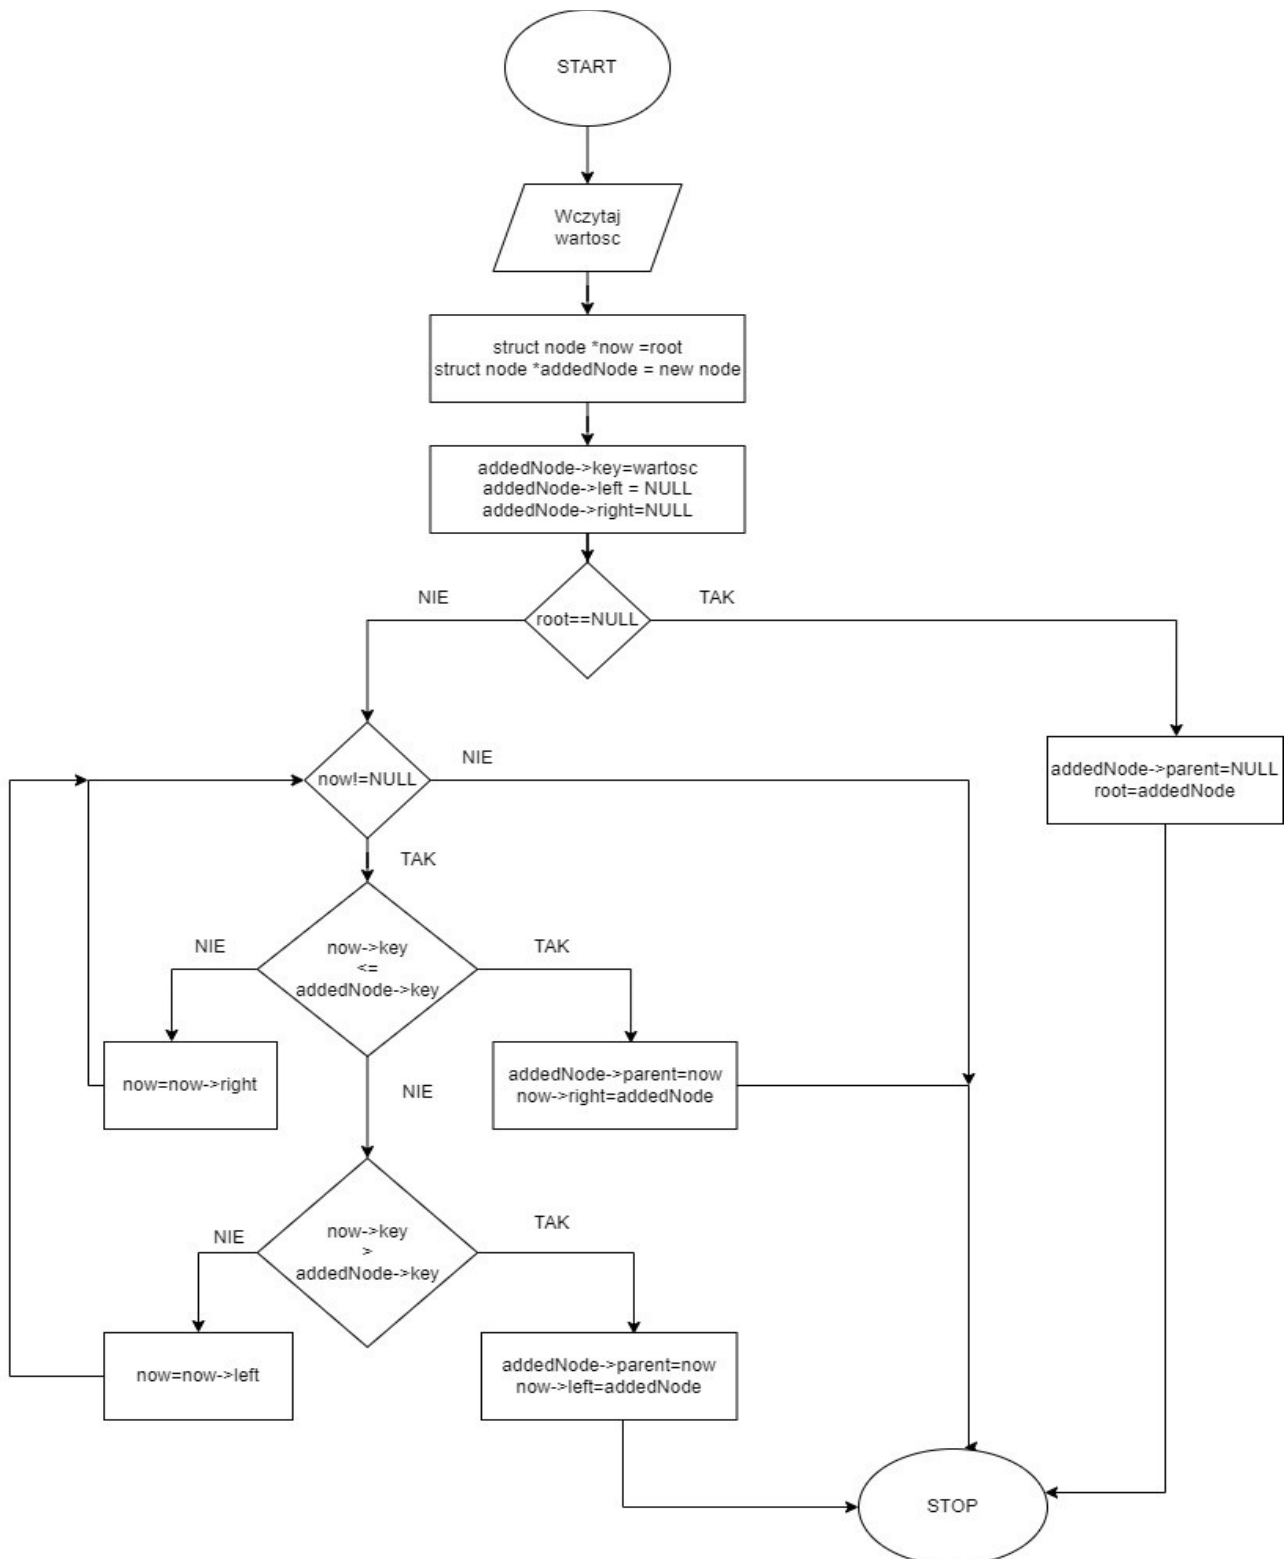 START
Wczytaj
wartosc
struct node *now =root
struct node *addedNode = new node
addedNode->key=wartosc
addedNode->left = NULL
addedNode->right=NULL
NIE
root==NULL
TAK
now!=NULL
NIE
addedNode->parent=NULL
root=addedNode
TAK
NIE
now->key
<=
addedNode->key
TAK
now=now->right
addedNode->parent=now
now->right=addedNode
NIE
NIE
now->key
>
addedNode->key
TAK
now=now->left
addedNode->parent=now
now->left=addedNode
STOP